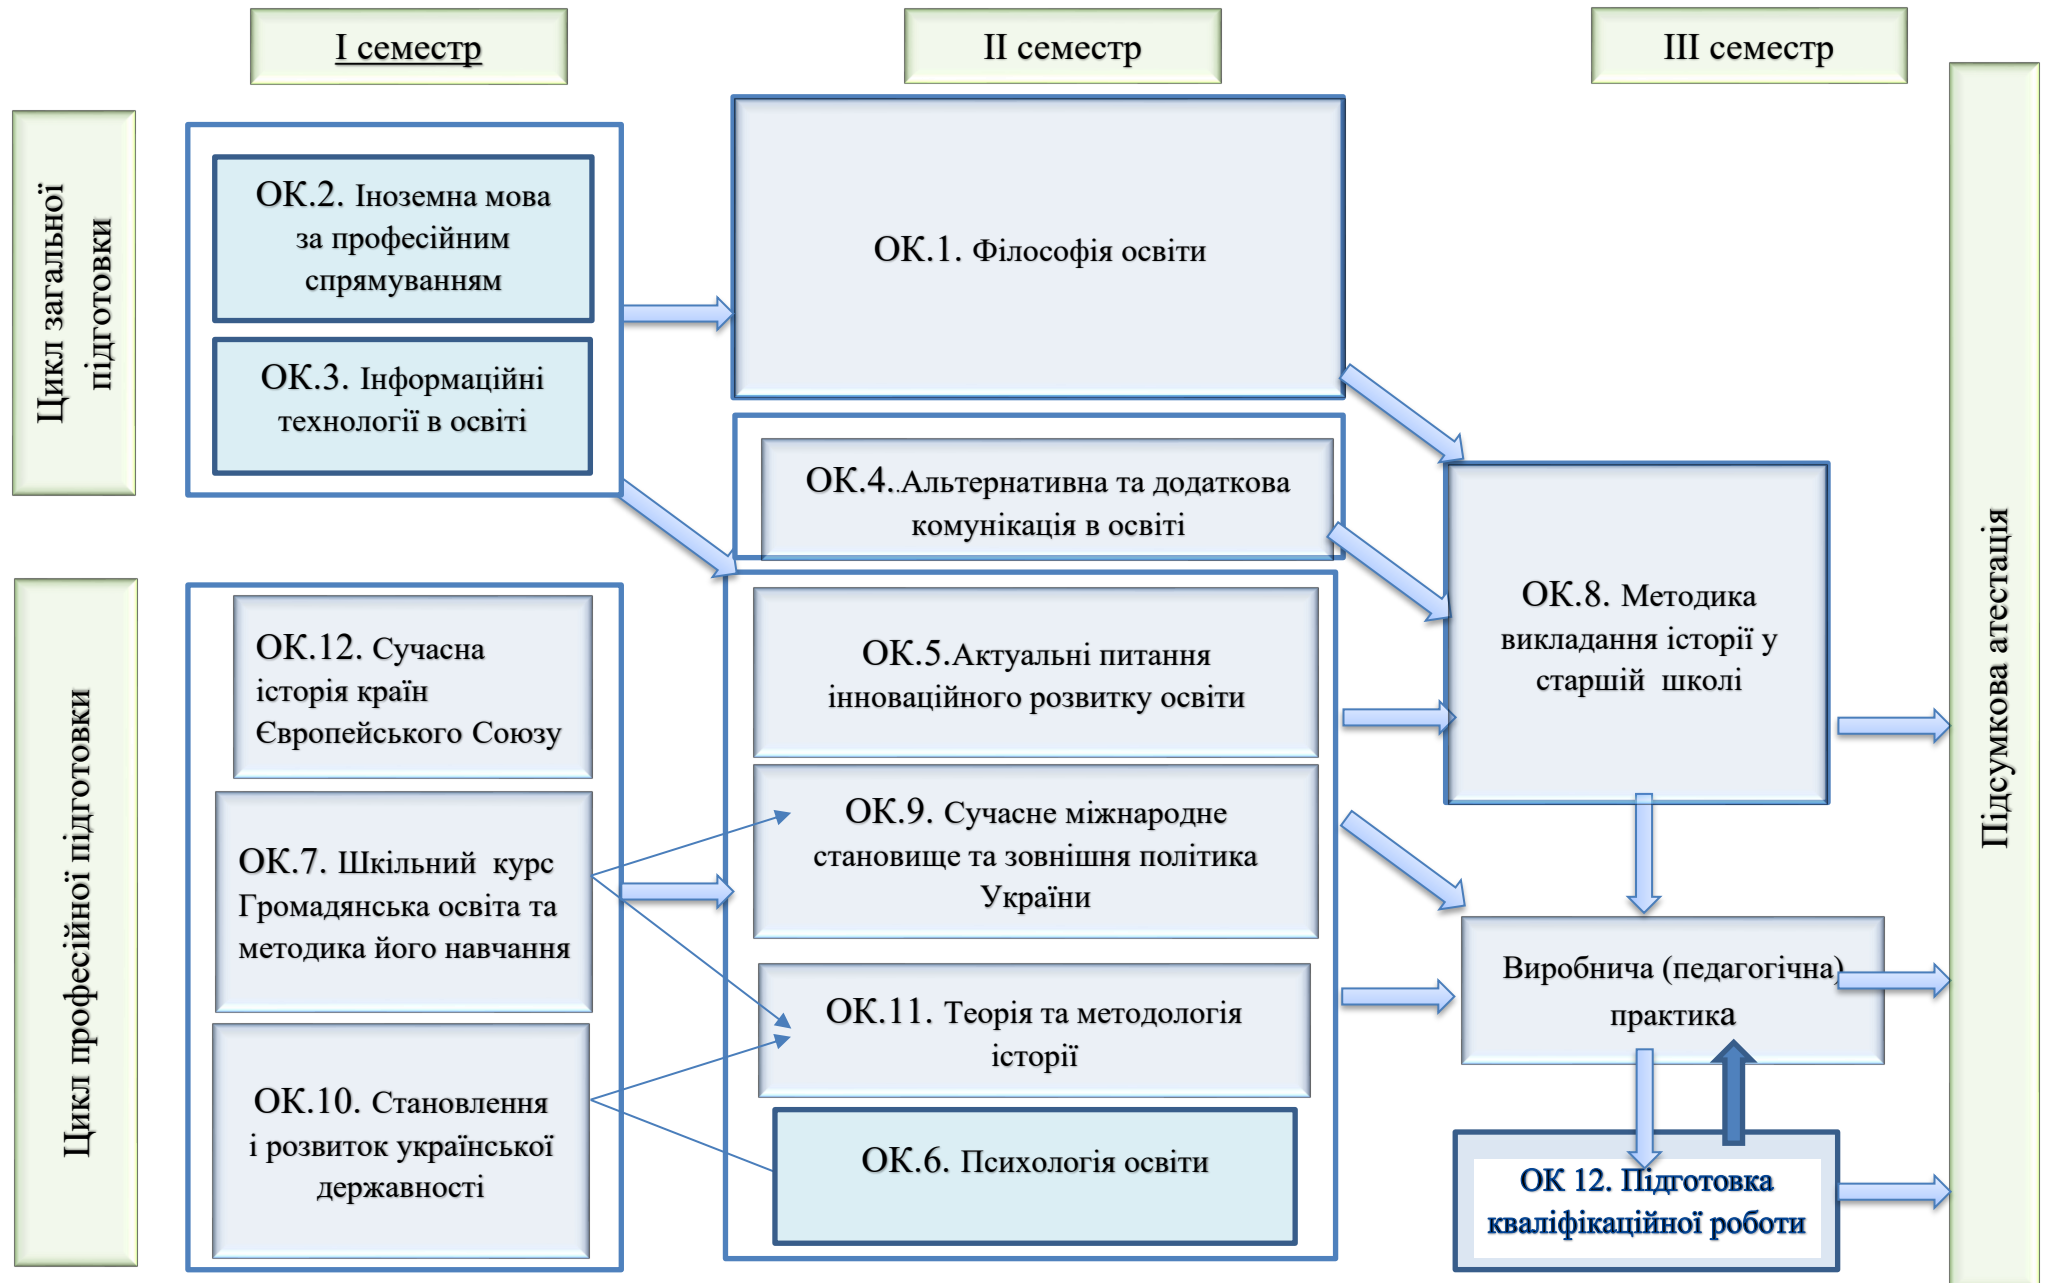 І семестр
ІІ семестр
ІІІ семестр
Цикл загальної
підготовки
ОК.2. Іноземна мова
за професійним
спрямуванням
ОК.3. Інформаційні
технології в освіті
ОК.1. Філософія освіти
ОК.4..Альтернативна та додаткова
комунікація в освіті
Цикл професійної підготовки
ОК.12. Сучасна
історія країн
Європейського Союзу
ОК.7. Шкільний курс
Громадянська освіта та
методика його навчання
ОК.10. Становлення
і розвиток української
державності
ОК.5.Актуальні питання
інноваційного розвитку освіти
ОК.9. Сучасне міжнародне
становище та зовнішня політика
України
ОК.11. Теорія та методологія
історії
ОК.6. Психологія освіти
ОК.8. Методика
викладання історії у
старшій школі
Виробнича (педагогічна)
практика
ОК 12. Підготовка
кваліфікаційної роботи
Підсумкова атестація